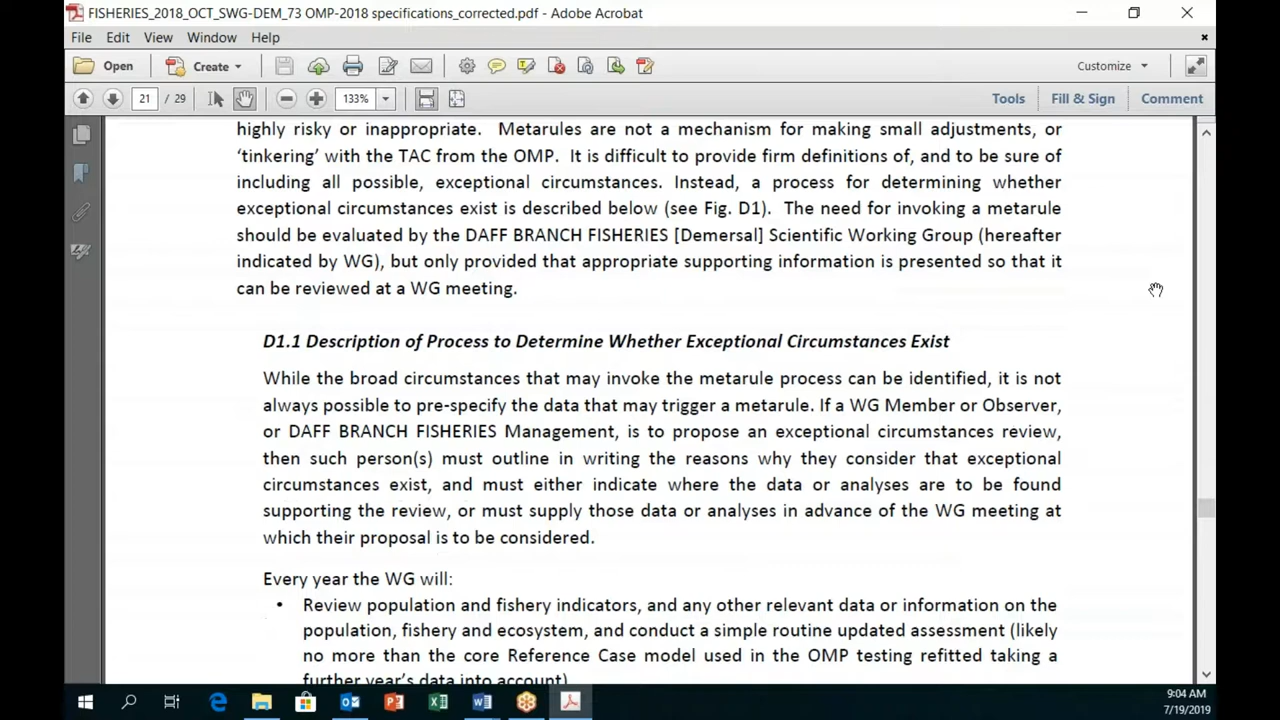 FISHERIES_2018_OCT_SWG-DEM_73 OMP-2018 specifications_corrected.pdf - Adobe Acrobat
File Edit View Window Help
Open Create Customize
21 / 29 133% Tools Fill & Sign Comment
highly risky or inappropriate. Metarules are not a mechanism for making small adjustments, or
‘tinkering’ with the TAC from the OMP. It is difficult to provide firm definitions of, and to be sure of
including all possible, exceptional circumstances. Instead, a process for determining whether
exceptional circumstances exist is described below (see Fig. D1). The need for invoking a metarule
should be evaluated by the DAFF BRANCH FISHERIES [Demersal] Scientific Working Group (hereafter
indicated by WG), but only provided that appropriate supporting information is presented so that it
can be reviewed at a WG meeting.
D1.1 Description of Process to Determine Whether Exceptional Circumstances Exist
While the broad circumstances that may invoke the metarule process can be identified, it is not
always possible to pre-specify the data that may trigger a metarule. If a WG Member or Observer,
or DAFF BRANCH FISHERIES Management, is to propose an exceptional circumstances review,
then such person(s) must outline in writing the reasons why they consider that exceptional
circumstances exist, and must either indicate where the data or analyses are to be found
supporting the review, or must supply those data or analyses in advance of the WG meeting at
which their proposal is to be considered.
Every year the WG will:
• Review population and fishery indicators, and any other relevant data or information on the
population, fishery and ecosystem, and conduct a simple routine updated assessment (likely
no more than the core Reference Case model used in the OMP testing refitted taking a
further year’s data into account)
9:04 AM
7/19/2019